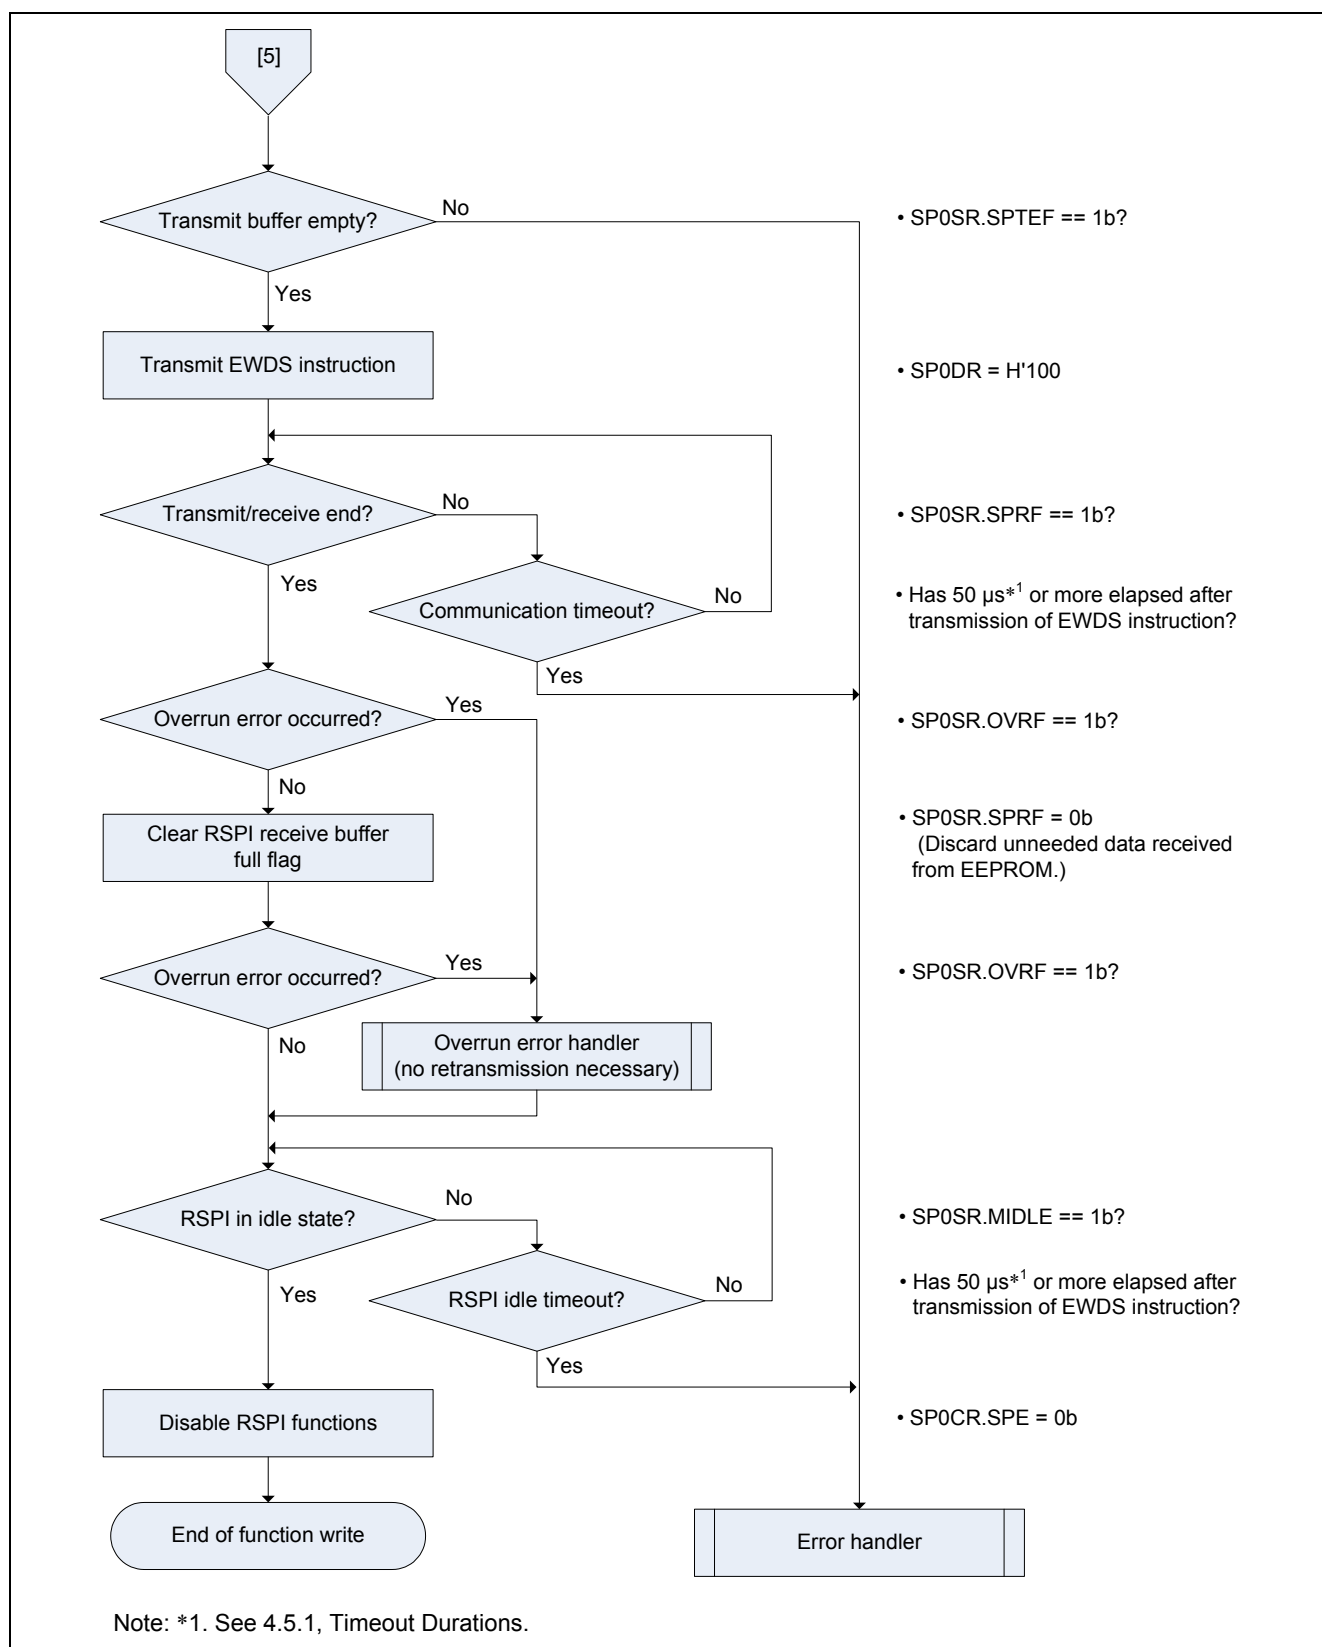 [5]
Transmit buffer empty?
No
• SP0SR.SPTEF == 1b?
Yes
Transmit EWDS instruction
• SP0DR = H'100
Transmit/receive end?
No
• SP0SR.SPRF == 1b?
Yes
Communication timeout?
No
• Has 50 µs*1 or more elapsed after
transmission of EWDS instruction?
Yes
Overrun error occurred?
Yes
• SP0SR.OVRF == 1b?
No
Clear RSPI receive buffer
full flag
• SP0SR.SPRF = 0b
(Discard unneeded data received
from EEPROM.)
Overrun error occurred?
Yes
• SP0SR.OVRF == 1b?
No
Overrun error handler
(no retransmission necessary)
RSPI in idle state?
No
• SP0SR.MIDLE == 1b?
Yes
RSPI idle timeout?
No
• Has 50 µs*1 or more elapsed after
transmission of EWDS instruction?
Yes
Disable RSPI functions
• SP0CR.SPE = 0b
End of function write
Error handler
Note: *1. See 4.5.1, Timeout Durations.